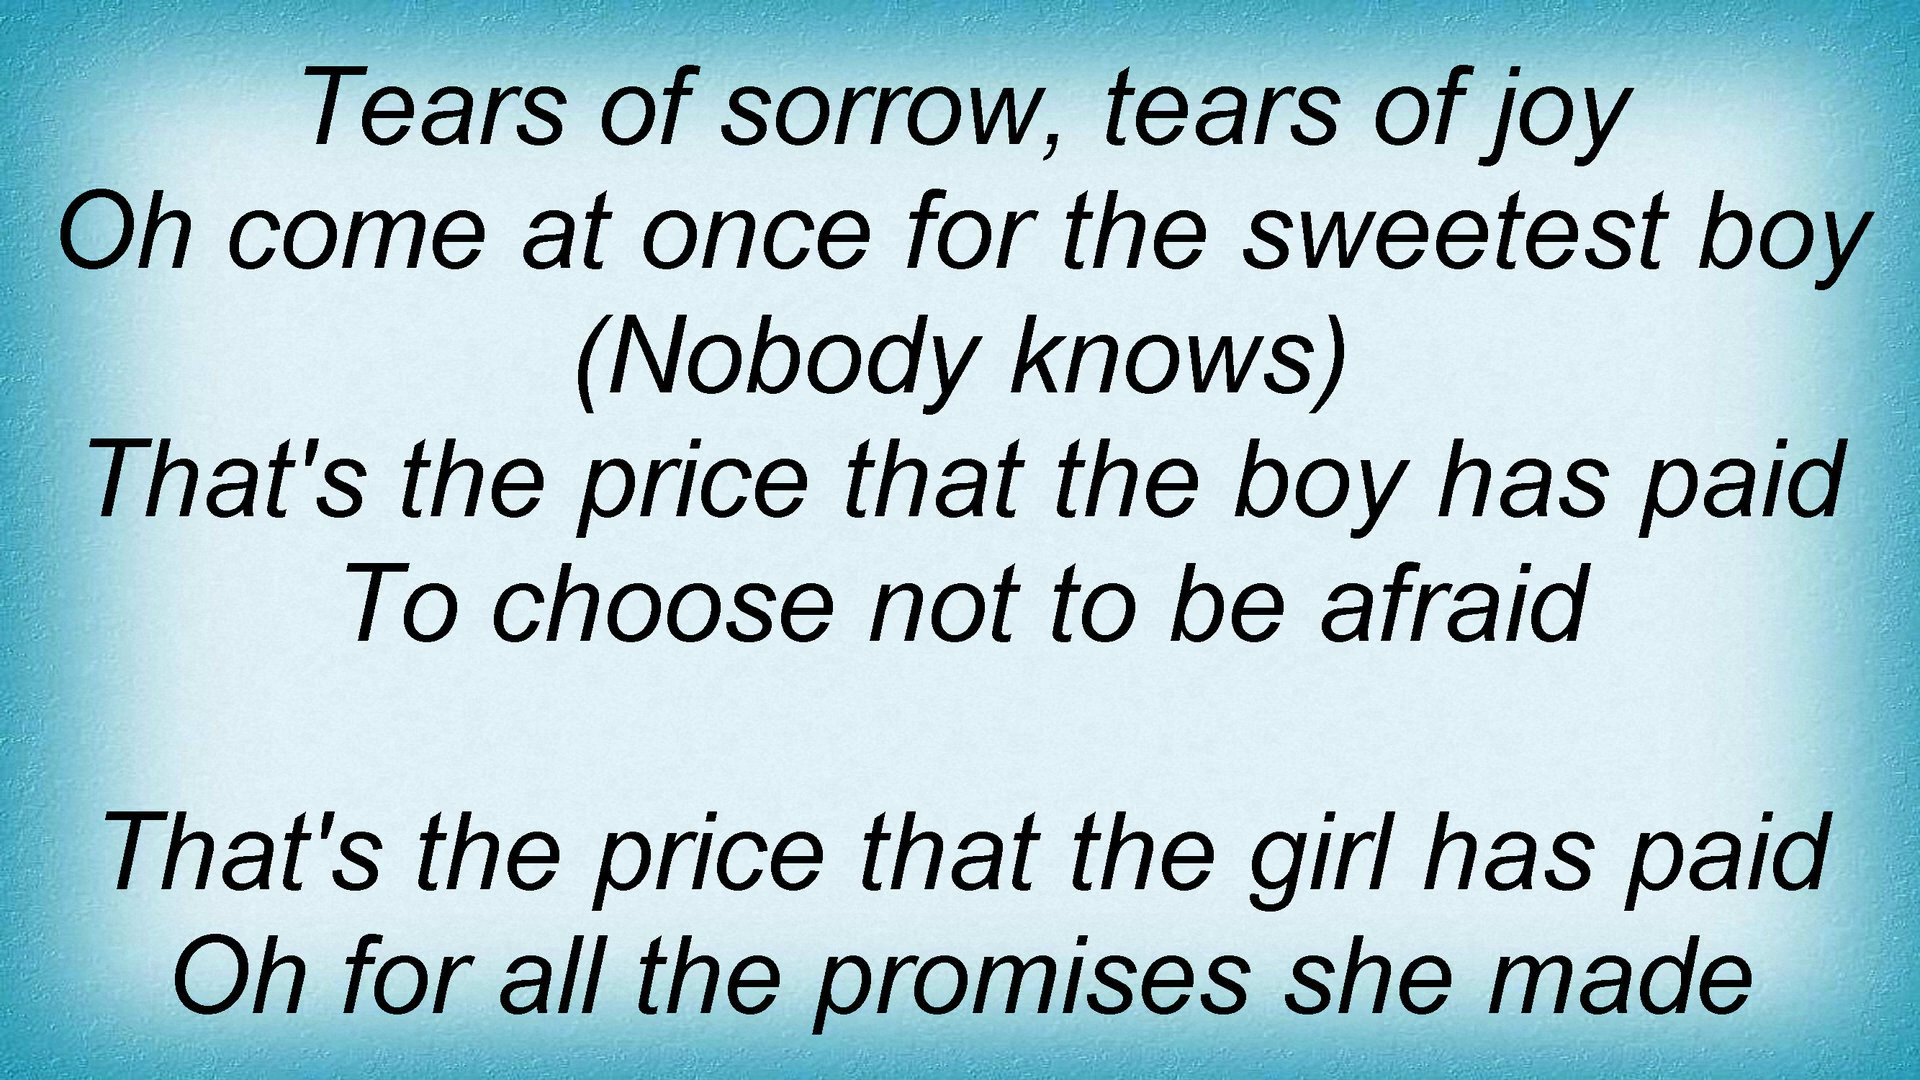 Tears of sorrow, tears of joy
Oh come at once for the sweetest boy
(Nobody knows)
That's the price that the boy has paid
To choose not to be afraid
That's the price that the girl has paid
Oh for all the promises she made